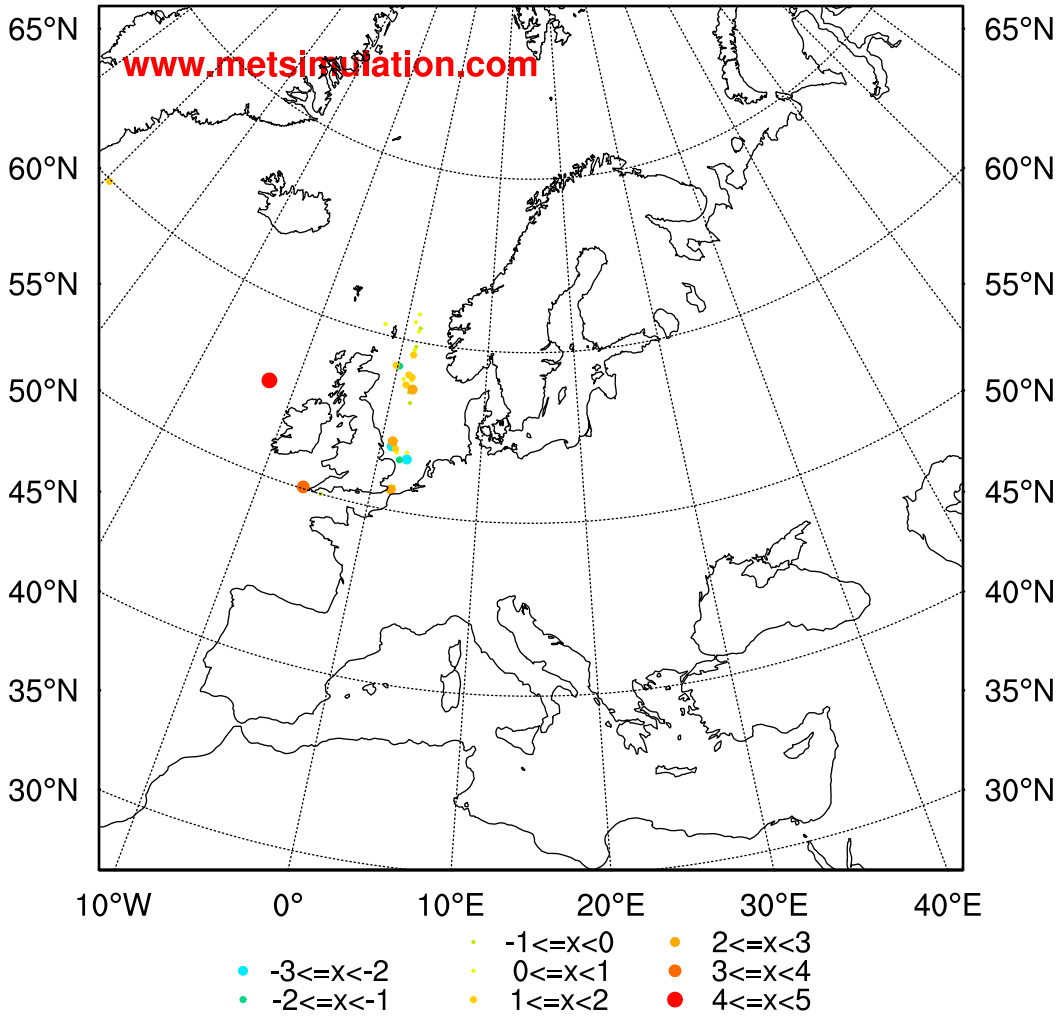 www.metsimulation.com
65°N 65°N
60°N 60°N
55°N 55°N
50°N 50°N
45°N 45°N
40°N 40°N
35°N 35°N
30°N 30°N
10°W 0° 10°E 20°E 30°E 40°E
-1<=x<0 2<=x<3
-3<=x<-2 0<=x<1 3<=x<4
-2<=x<-1 1<=x<2 4<=x<5